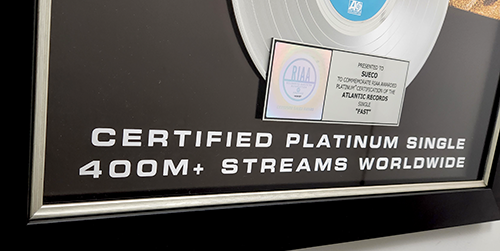 RIAA
PRESENTED TO
SUECO
TO COMMEMORATE RIAA AWARDED
PLATINUM CERTIFICATION OF THE
ATLANTIC RECORDS
SINGLE
"FAST"
CERTIFIED PLATINUM SINGLE
400M+ STREAMS WORLDWIDE